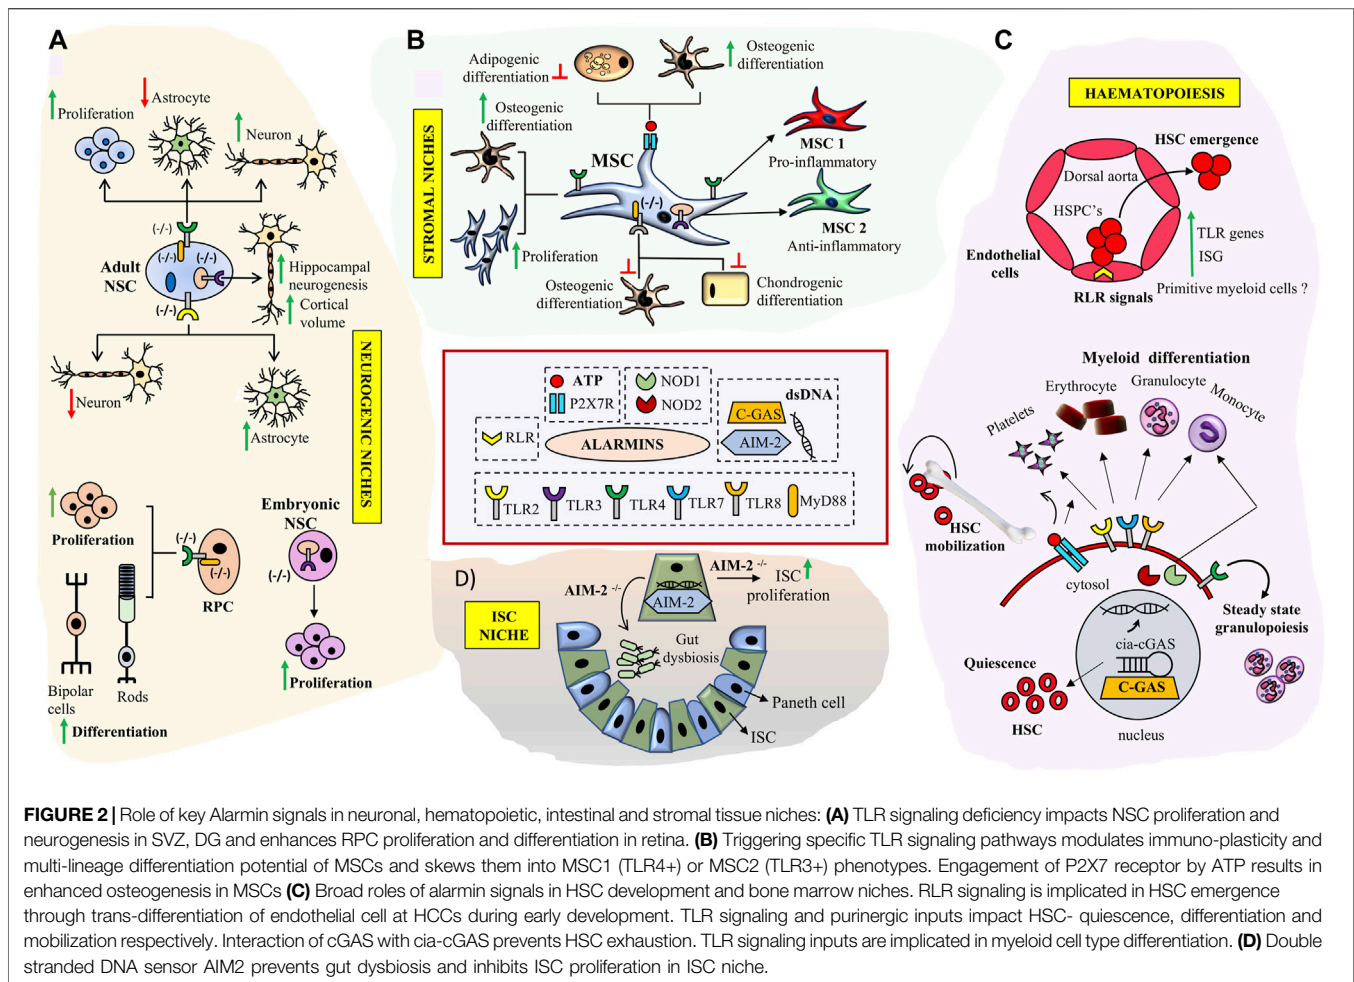 A
Proliferation
Astrocyte
Neuron
(-/-)
(-/-)
(-/-)
Adult
NSC
(-/-)
Hippocampal
neurogenesis
Cortical
volume
Neuron
Astrocyte
NEUROGENIC NICHES
Proliferation
(-/-)
(-/-)
RPC
Bipolar
cells
Rods
Differentiation
Embryonic
NSC
(-/-)
Proliferation
B
STROMAL NICHES
Adipogenic
differentiation
Osteogenic
differentiation
Osteogenic
differentiation
MSC
(-/-)
MSC 1
Pro-inflammatory
MSC 2
Anti-inflammatory
Proliferation
Osteogenic
differentiation
Chondrogenic
differentiation
ATP
P2X7R
NOD1
NOD2
dsDNA
C-GAS
AIM-2
RLR
ALARMINS
TLR2
TLR3
TLR4
TLR7
TLR8
MyD88
D)
ISC
NICHE
AIM-2 -/-
AIM-2 -/-
AIM-2
ISC
proliferation
Gut
dysbiosis
Paneth cell
ISC
C
HAEMATOPOIESIS
HSC emergence
Dorsal aorta
HSPC's
Endothelial
cells
RLR signals
TLR genes
ISG
Primitive myeloid cells ?
Myeloid differentiation
Platelets
Erythrocyte
Granulocyte
Monocyte
HSC
mobilization
cytosol
Steady state
granulopoiesis
cia-cGAS
C-GAS
nucleus
Quiescence
HSC
FIGURE 2 | Role of key Alarmin signals in neuronal, hematopoietic, intestinal and stromal tissue niches: (A) TLR signaling deficiency impacts NSC proliferation and
neurogenesis in SVZ, DG and enhances RPC proliferation and differentiation in retina. (B) Triggering specific TLR signaling pathways modulates immuno-plasticity and
multi-lineage differentiation potential of MSCs and skews them into MSC1 (TLR4+) or MSC2 (TLR3+) phenotypes. Engagement of P2X7 receptor by ATP results in
enhanced osteogenesis in MSCs (C) Broad roles of alarmin signals in HSC development and bone marrow niches. RLR signaling is implicated in HSC emergence
through trans-differentiation of endothelial cell at HCCs during early development. TLR signaling and purinergic inputs impact HSC- quiescence, differentiation and
mobilization respectively. Interaction of cGAS with cia-cGAS prevents HSC exhaustion. TLR signaling inputs are implicated in myeloid cell type differentiation. (D) Double
stranded DNA sensor AIM2 prevents gut dysbiosis and inhibits ISC proliferation in ISC niche.